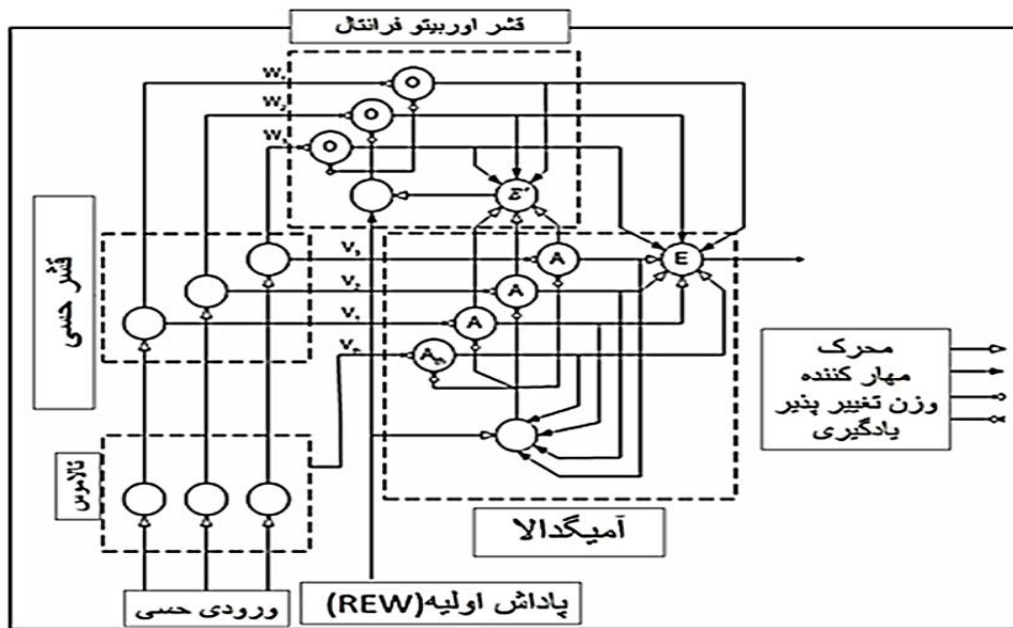 قشر اوربیتو فرانتال
W₁
O
W₂
O
W₃
O
E'
قشر حسی
V₃
A
E
V₂
A
V₁
A
Aₜₕ
محرک
مهار کننده
وزن تغییر پذیر
یادگیری
تالاموس
آمیگدالا
ورودی حسی
پاداش اولیه(REW)